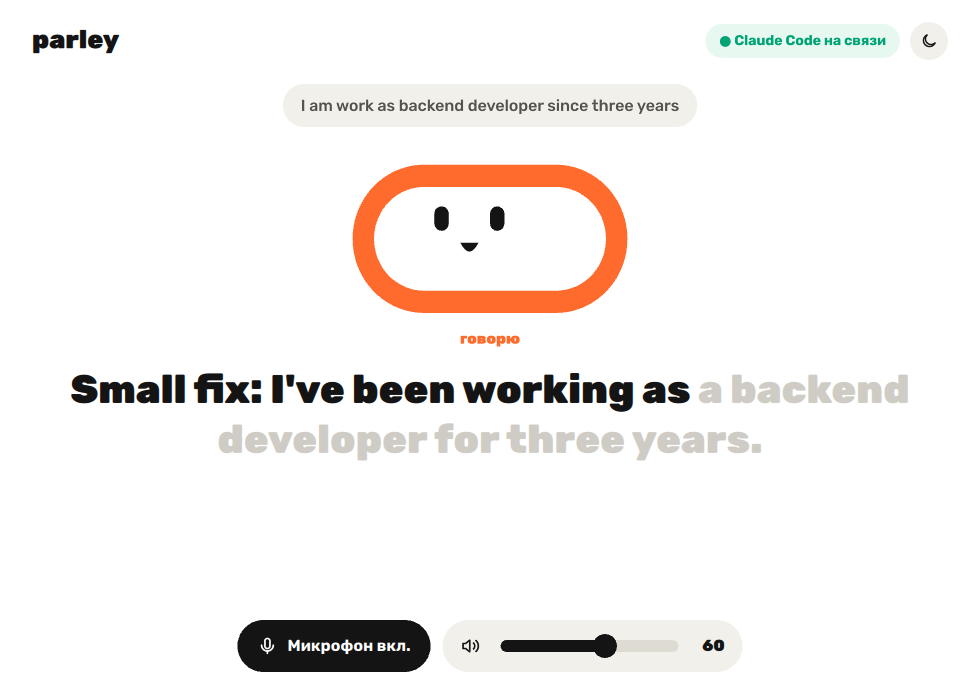 parley
Claude Code на связи
I am work as backend developer since three years
говорю
Small fix: I've been working as a backend
developer for three years.
Микрофон вкл.
60